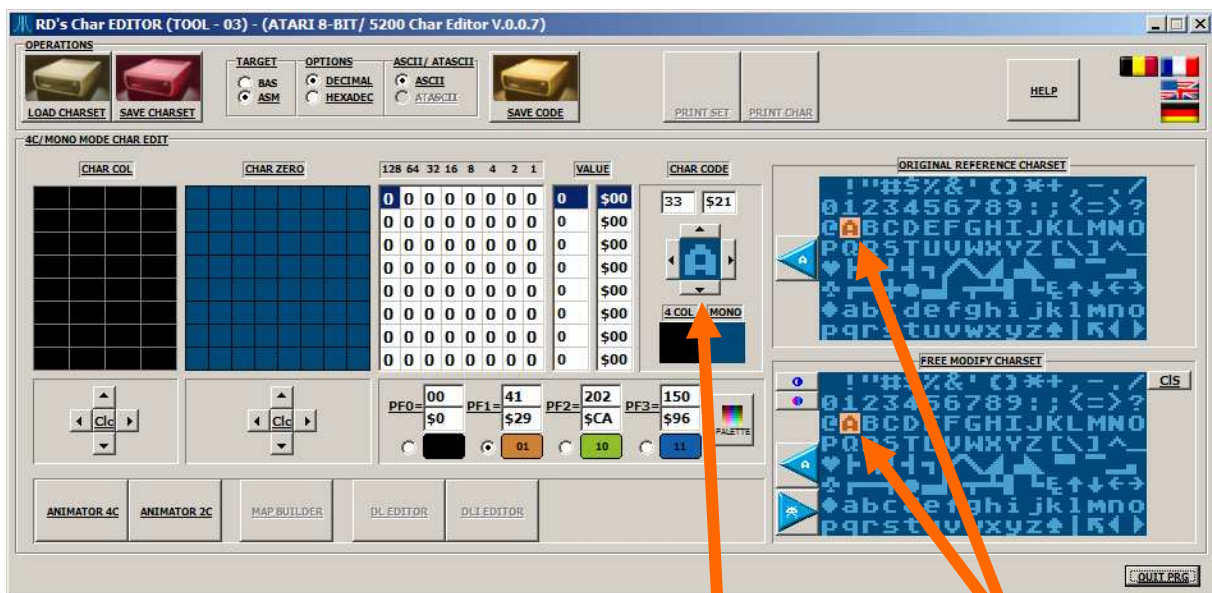 RD's Char EDITOR (TOOL - 03) - (ATARI 8-BIT/ 5200 Char Editor V.0.0.7)
OPERATIONS
TARGET OPTIONS ASCII/ ATASCII
BAS DECIMAL ASCII
ASM HEXADEC ATASCII
HELP
LOAD CHARSET SAVE CHARSET SAVE CODE PRINT SET PRINT CHAR
4C/MONO MODE CHAR EDIT
CHAR COL CHAR ZERO 128 64 32 16 8 4 2 1 VALUE CHAR CODE ORIGINAL REFERENCE CHARSET
!"#$%&'()*+,-./
0 0 0 0 0 0 0 0 0 $00 33 $21
0123456789:;<=>?
0 0 0 0 0 0 0 0 0 $00
@ABCDEFGHIJKLMNO
0 0 0 0 0 0 0 0 0 $00 A
PQRSTUVWXYZ[\]^_
0 0 0 0 0 0 0 0 0 $00
0 0 0 0 0 0 0 0 0 $00
0 0 0 0 0 0 0 0 0 $00 4 COL MONO
abcdefghijklmno
0 0 0 0 0 0 0 0 0 $00
pqrstuvwxyz
0 0 0 0 0 0 0 0 0 $00
FREE MODIFY CHARSET
!"#$%&'()*+,-./ ClS
Clc Clc PF0= 00 $0 PF1= 41 $29 PF2= 202 $CA PF3= 150 $96 PALETTE
0123456789:;<=>?
@ABCDEFGHIJKLMNO
01 10 11
PQRSTUVWXYZ[\]^_
ANIMATOR 4C ANIMATOR 2C MAP BUILDER DL EDITOR DLI EDITOR
abcdefghijklmno
pqrstuvwxyz
QUIT PRG